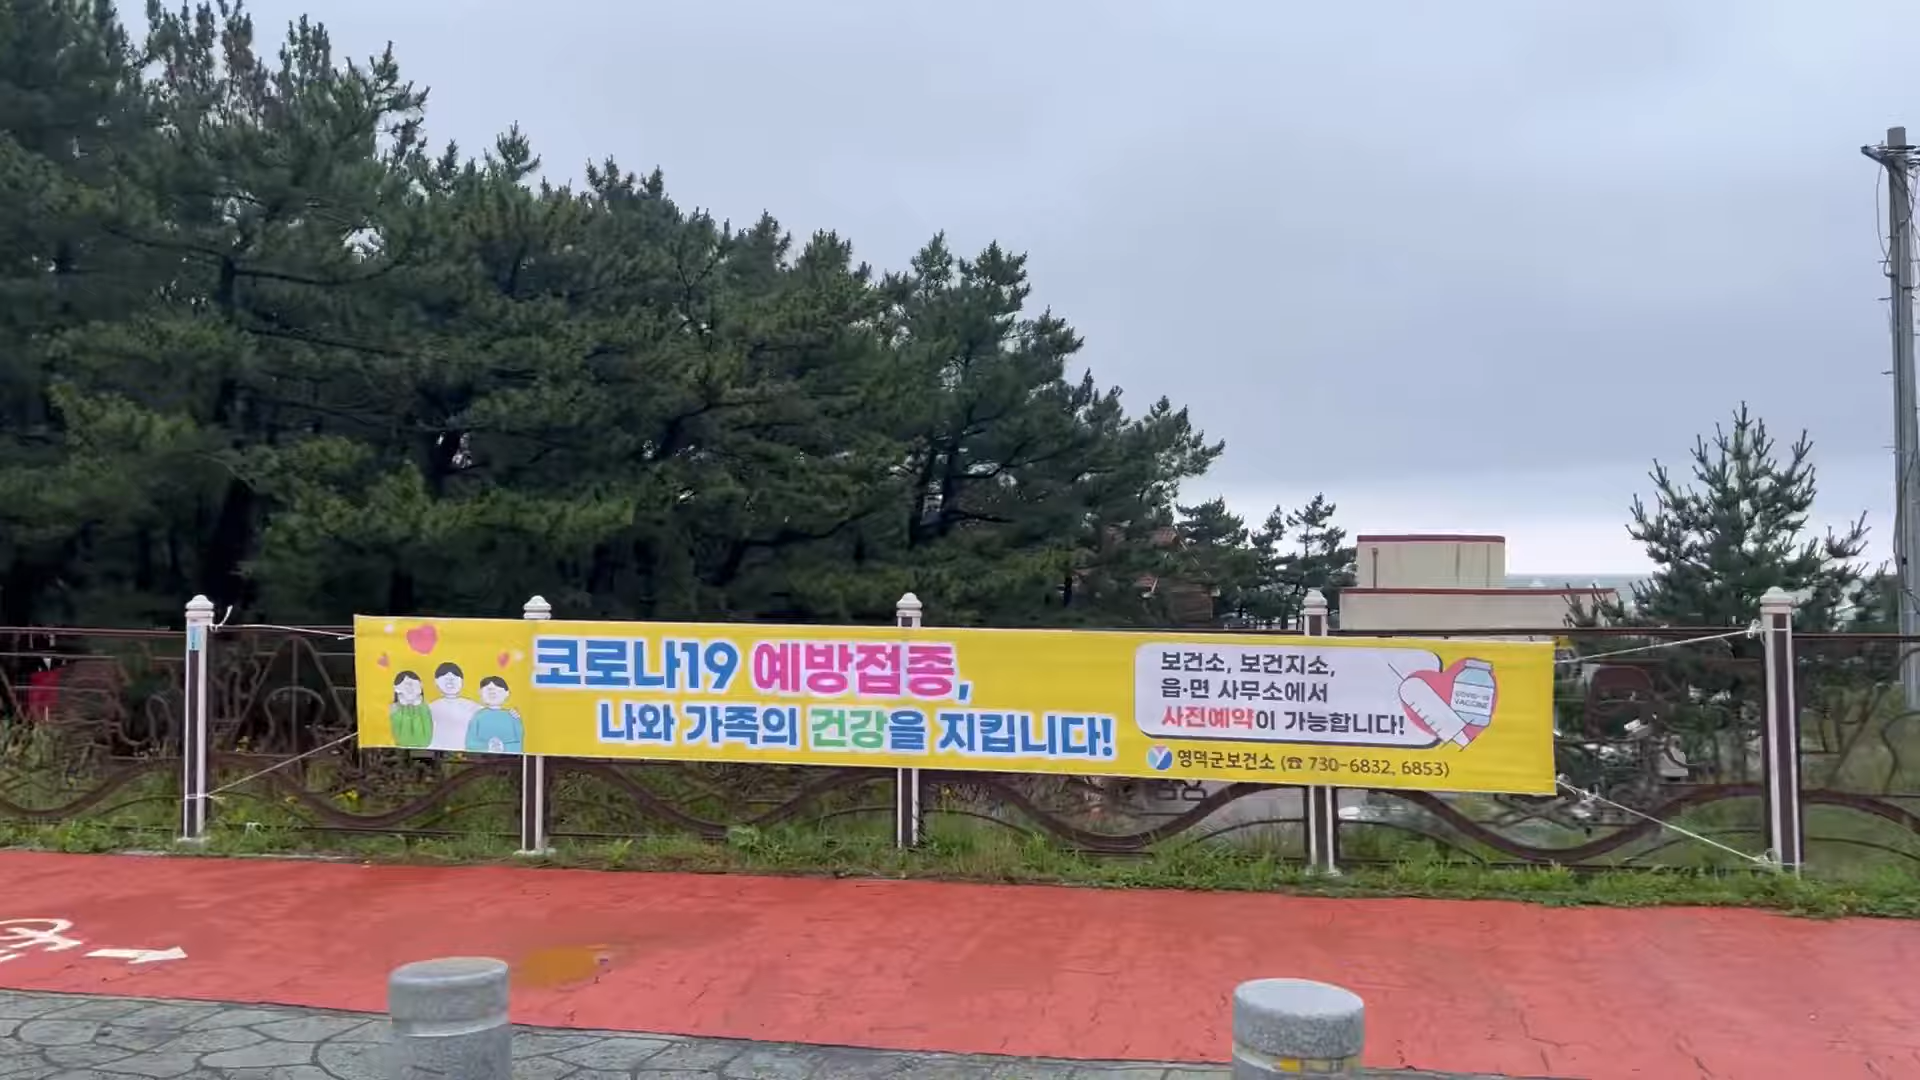 코로나19 예방접종,
나와 가족의 건강을 지킵니다!
보건소, 보건지소,
읍·면 사무소에서
사전예약이 가능합니다!
COVID-19
VACCINE
영덕군보건소 (☎ 730-6832, 6853)